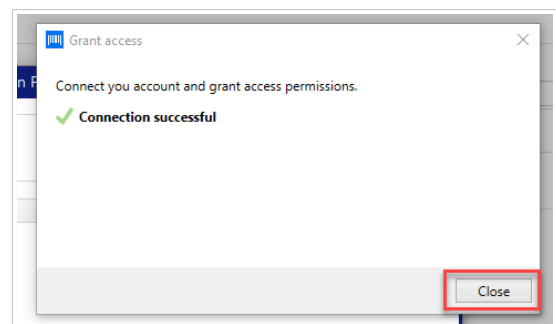 Grant access
n F
Connect you account and grant access permissions.
Connection successful
Close